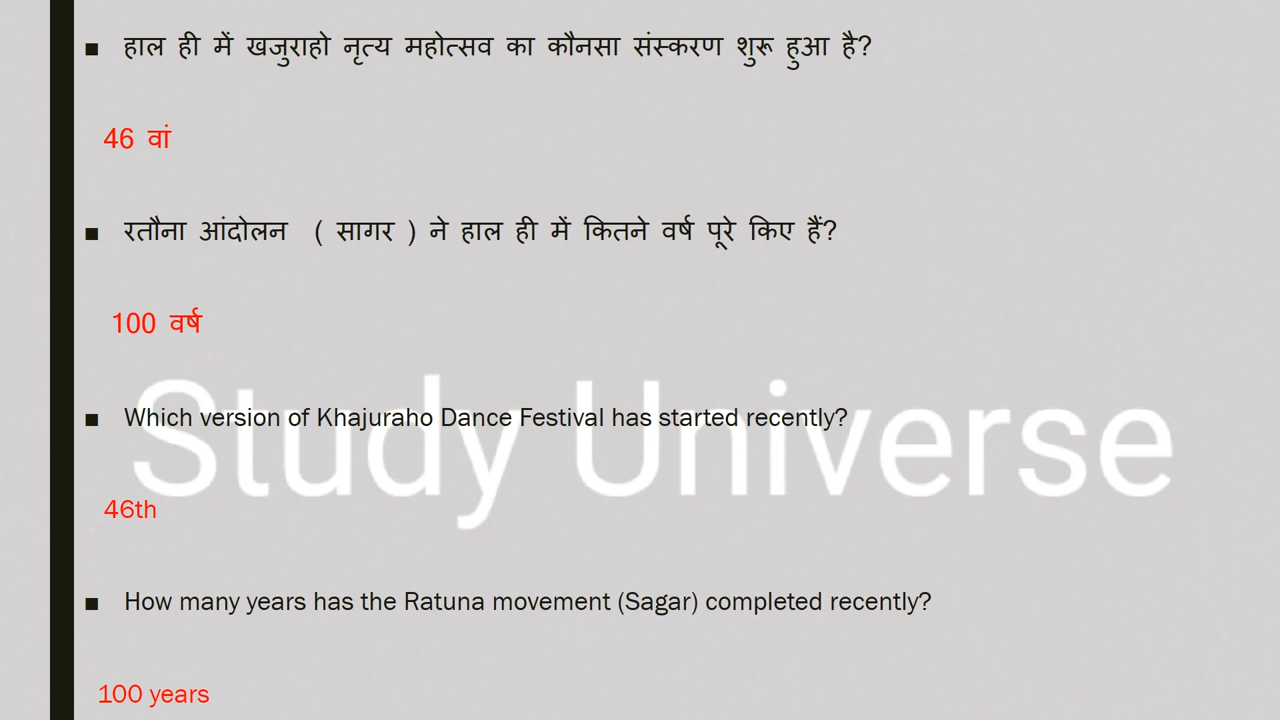 ▪ हाल ही में खजुराहो नृत्य महोत्सव का कौनसा संस्करण शुरू हुआ है?
46 वां
▪ रतौना आंदोलन ( सागर ) ने हाल ही में कितने वर्ष पूरे किए हैं?
100 वर्ष
▪ Which version of Khajuraho Dance Festival has started recently?
Study Universe
46th
▪ How many years has the Ratuna movement (Sagar) completed recently?
100 years